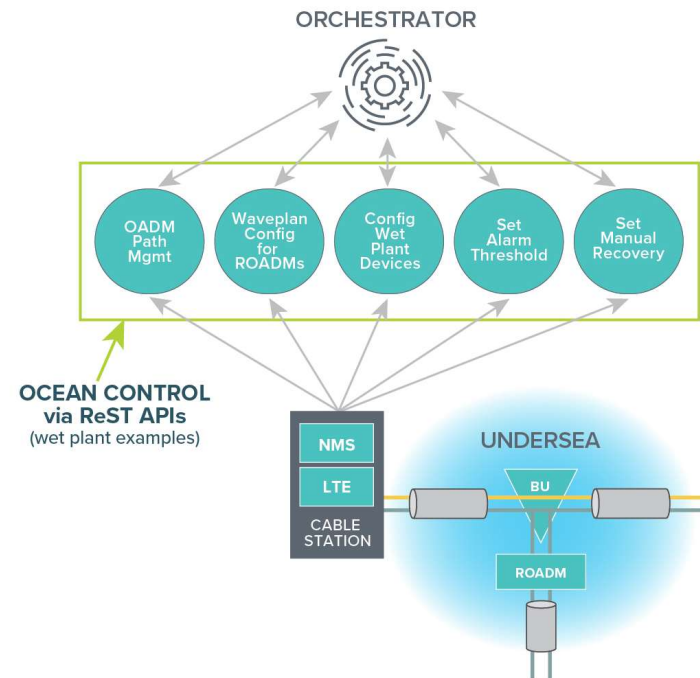 ORCHESTRATOR
OADM
Path
Mgmt
Waveplan
Config
for
ROADMs
Config
Wet
Plant
Devices
Set
Alarm
Threshold
Set
Manual
Recovery
OCEAN CONTROL
via ReST APIs
(wet plant examples)
NMS
LTE
CABLE
STATION
UNDERSEA
BU
ROADM